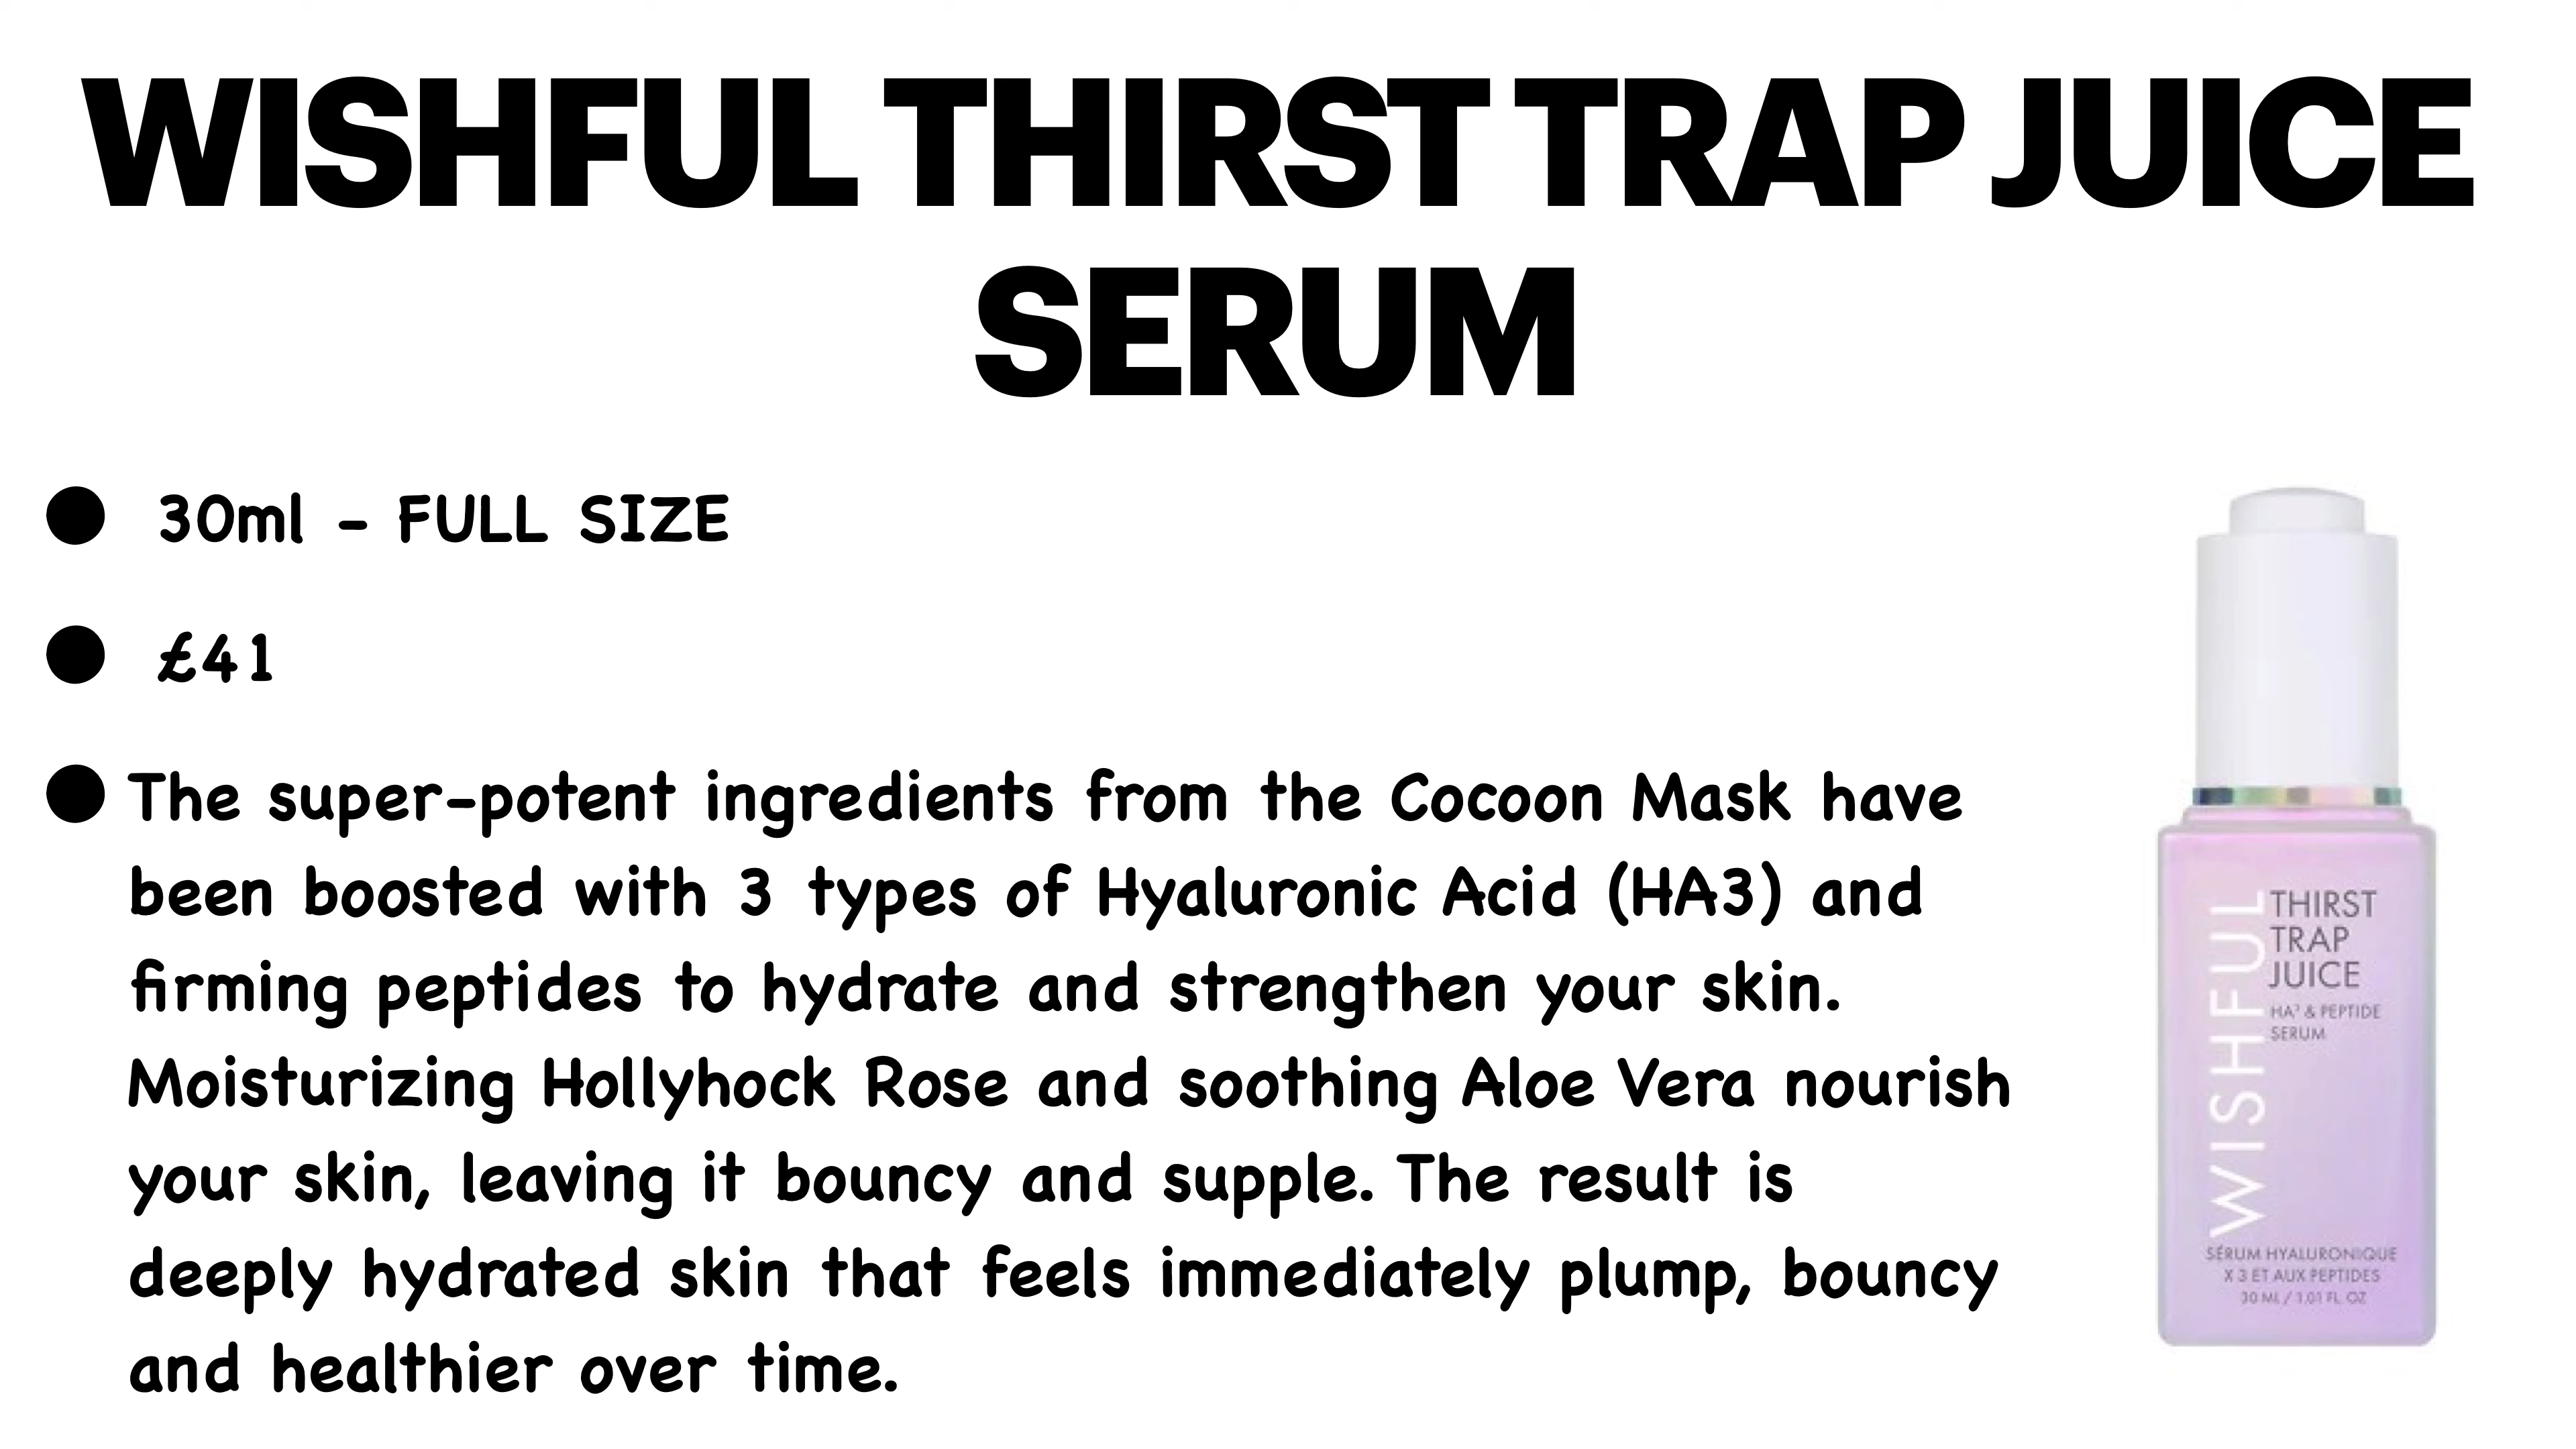 WISHFUL THIRST TRAP JUICE
SERUM
30ml - FULL SIZE
£41
The super-potent ingredients from the Cocoon Mask have
been boosted with 3 types of Hyaluronic Acid (HA3) and
firming peptides to hydrate and strengthen your skin.
Moisturizing Hollyhock Rose and soothing Aloe Vera nourish
your skin, leaving it bouncy and supple. The result is
deeply hydrated skin that feels immediately plump, bouncy
and healthier over time.
WISHFUL
THIRST
TRAP
JUICE
HA³ & PEPTIDE
SERUM
SÉRUM HYALURONIQUE
X 3 ET AUX PEPTIDES
30 ML / 1.01 FL. OZ